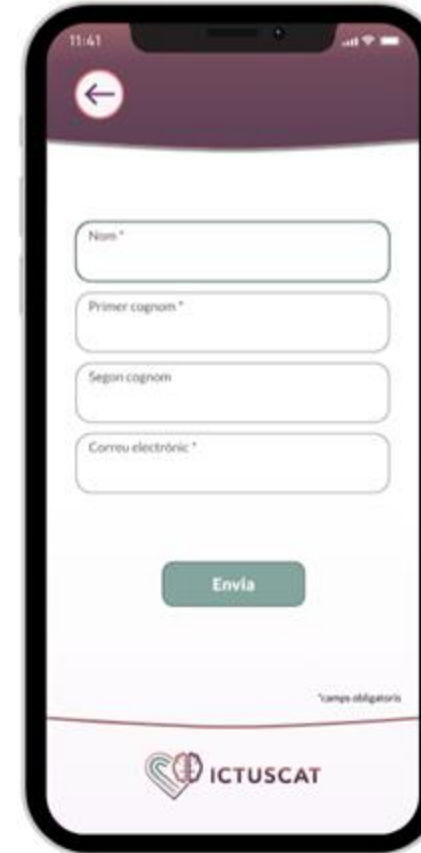 11:41
Nom *
Primer cognom *
Segon cognom
Correu electrònic *
Envia
*camps obligatoris
ICTUSCAT